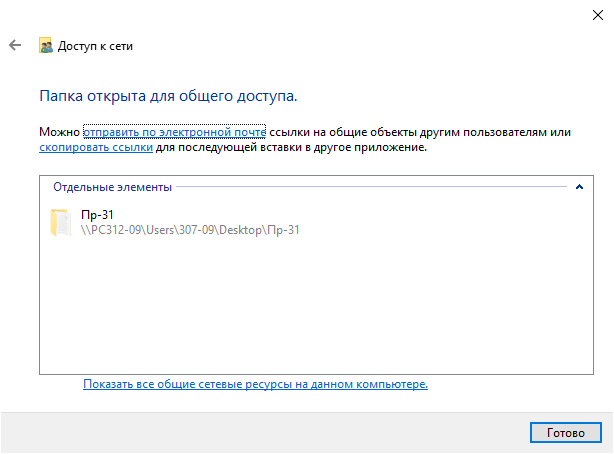 Доступ к сети
Папка открыта для общего доступа.
Можно отправить по электронной почте ссылки на общие объекты другим пользователям или
скопировать ссылки для последующей вставки в другое приложение.
Отдельные элементы
Пр-31
\\PC312-09\Users\307-09\Desktop\Пр-31
Показать все общие сетевые ресурсы на данном компьютере.
Готово